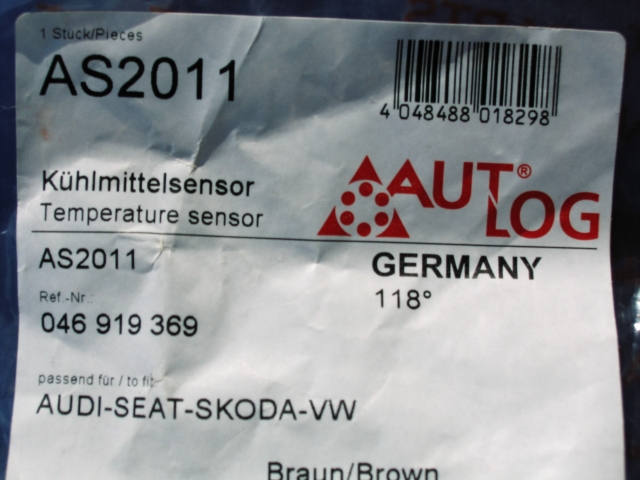 1 Stück/Pieces
AS2011
4 048488 018298
Kühlmittelsensor
Temperature sensor
AUTLOG®
AS2011
GERMANY
118°
Ref.-Nr.:
046 919 369
passend für / to fit:
AUDI-SEAT-SKODA-VW
Braun/Brown